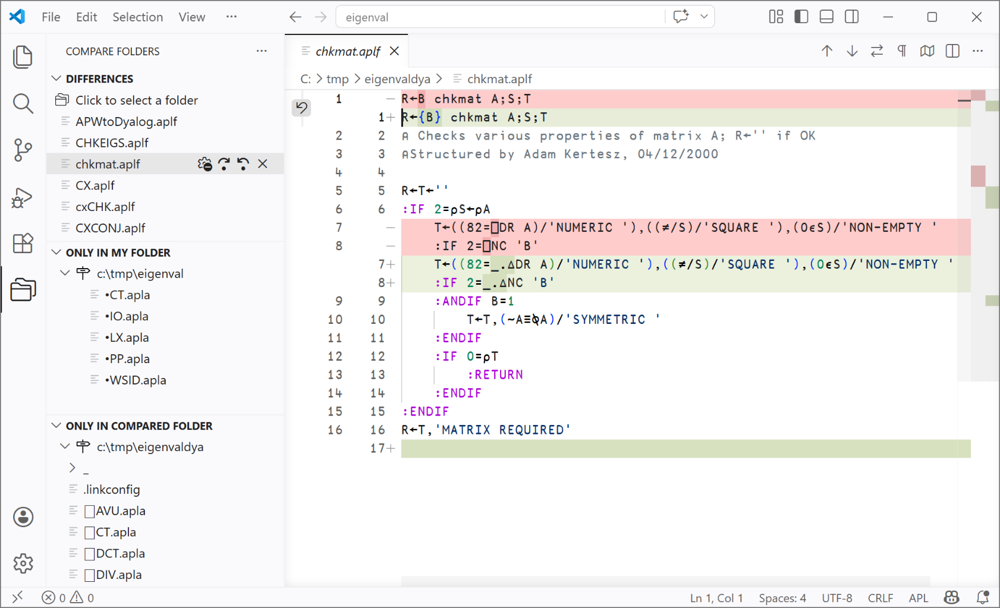 File Edit Selection View ··· eigenval
COMPARE FOLDERS ···
DIFFERENCES
Click to select a folder
APWtoDyalog.aplf
CHKEIGS.aplf
chkmat.aplf
CX.aplf
cxCHK.aplf
CXCONJ.aplf
ONLY IN MY FOLDER
c:\tmp\eigenval
•CT.apla
•IO.apla
•LX.apla
•PP.apla
•WSID.apla
ONLY IN COMPARED FOLDER
c:\tmp\eigenvaldya
_
.linkconfig
⎕AVU.apla
⎕CT.apla
⎕DCT.apla
⎕DIV.apla
chkmat.aplf
C: > tmp > eigenvaldya > chkmat.aplf
1 − R←B chkmat A;S;T
1+ R←{B} chkmat A;S;T
2 2 ⍝ Checks various properties of matrix A; R←'' if OK
3 3 ⍝Structured by Adam Kertesz, 04/12/2000
4 4
5 5 R←T←''
6 6 :IF 2=⍴S←⍴A
7 − T←((82=⎕DR A)/'NUMERIC '),((≠/S)/'SQUARE '),(0∊S)/'NON-EMPTY '
8 − :IF 2=⎕NC 'B'
7+ T←((82=_.∆DR A)/'NUMERIC '),((≠/S)/'SQUARE '),(0∊S)/'NON-EMPTY '
8+ :IF 2=_.∆NC 'B'
9 9 :ANDIF B=1
10 10 T←T,(~A≡⍉A)/'SYMMETRIC '
11 11 :ENDIF
12 12 :IF 0=⍴T
13 13 :RETURN
14 14 :ENDIF
15 15 :ENDIF
16 16 R←T,'MATRIX REQUIRED'
17+
0 0 Ln 1, Col 1 Spaces: 4 UTF-8 CRLF APL